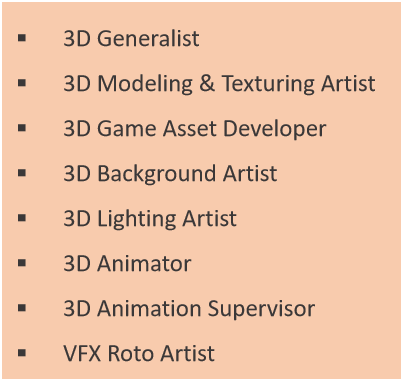 ▪ 3D Generalist
▪ 3D Modeling & Texturing Artist
▪ 3D Game Asset Developer
▪ 3D Background Artist
▪ 3D Lighting Artist
▪ 3D Animator
▪ 3D Animation Supervisor
▪ VFX Roto Artist